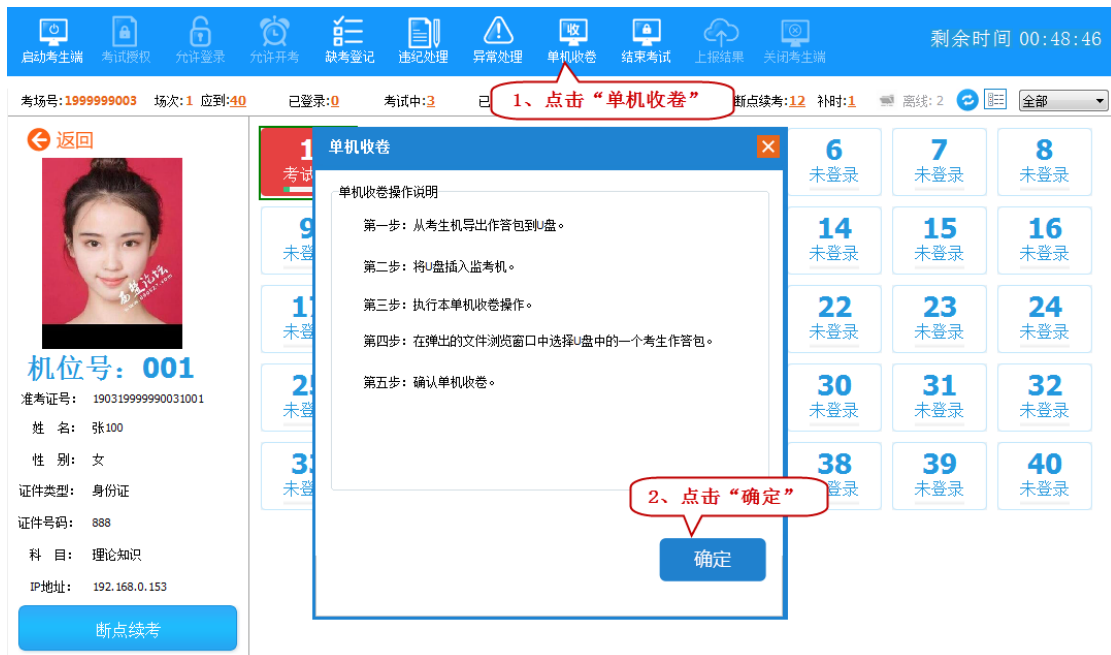 启动考生端 考试授权 允许登录 允许开考 缺考登记 违纪处理 异常处理 单机收卷 结束考试 上报结果 关闭考生端
剩余时间 00:48:46
考场号:1999999003 场次:1 应到:40 已登录:0 考试中:3 已
断点续考:12 补时:1 离线: 2 全部
1、点击“单机收卷”
返回
机位号: 001
准考证号: 190319999990031001
姓 名: 张100
性 别: 女
证件类型: 身份证
证件号码: 888
科 目: 理论知识
IP地址: 192.168.0.153
断点续考
单机收卷
单机收卷操作说明
第一步：从考生机导出作答包到U盘。
第二步：将U盘插入监考机。
第三步：执行本单机收卷操作。
第四步：在弹出的文件浏览窗口中选择U盘中的一个考生作答包。
第五步：确认单机收卷。
2、点击“确定”
确定
1 6 7 8
考试 未登录 未登录 未登录
9 14 15 16
未登 未登录 未登录 未登录
22 23 24
未登 未登录 未登录 未登录
30 31 32
未登 未登录 未登录 未登录
38 39 40
未登 登录 未登录 未登录